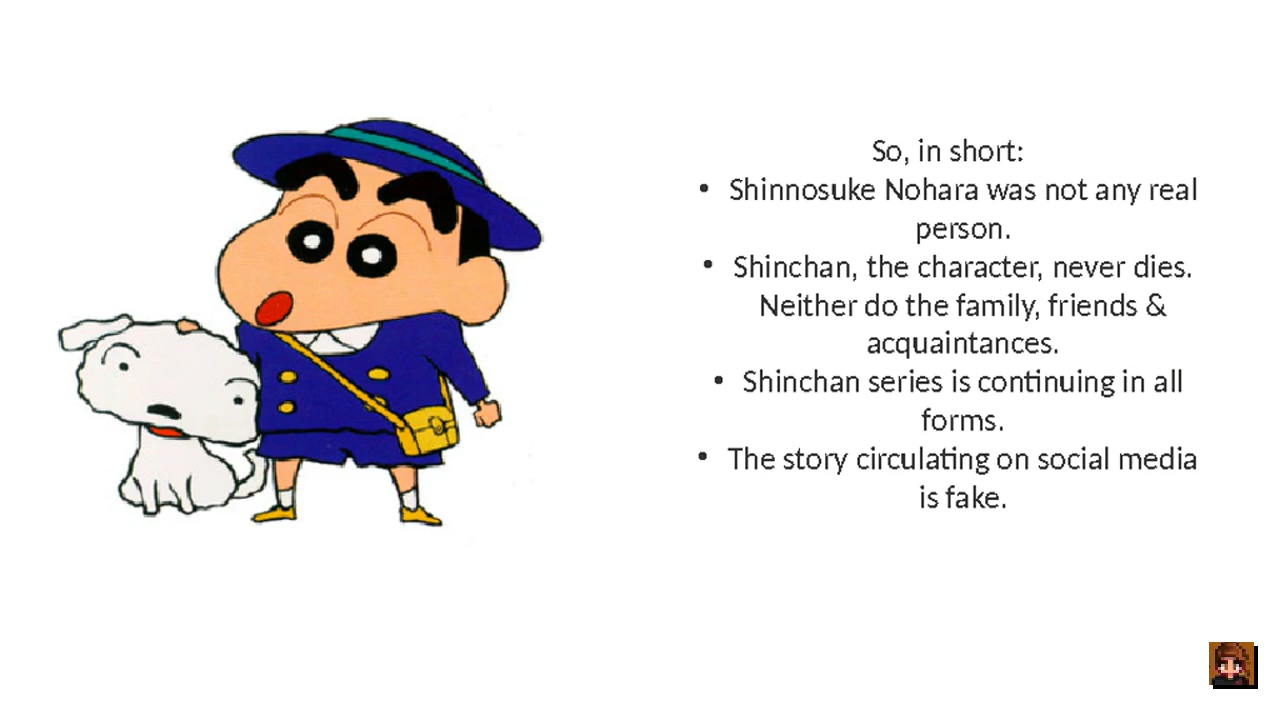 So, in short:
• Shinnosuke Nohara was not any real
person.
• Shinchan, the character, never dies.
Neither do the family, friends &
acquaintances.
• Shinchan series is continuing in all
forms.
• The story circulating on social media
is fake.